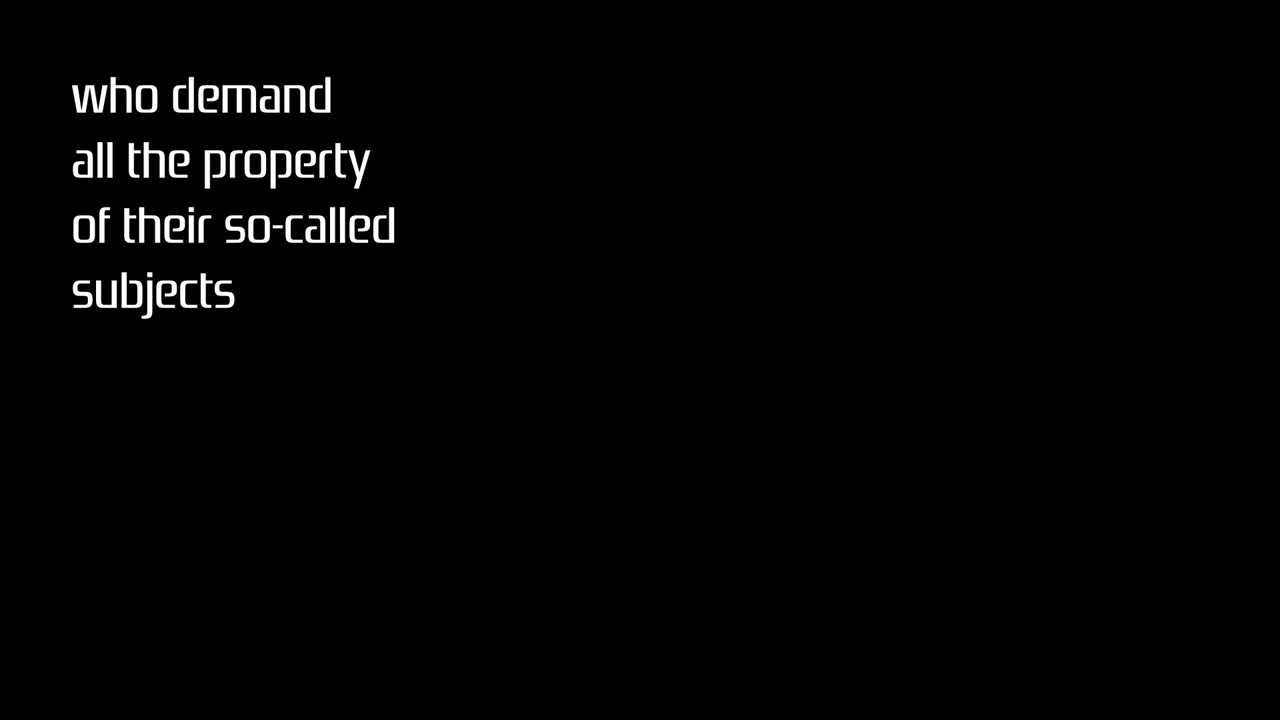 who demand
all the property
of their so-called
subjects